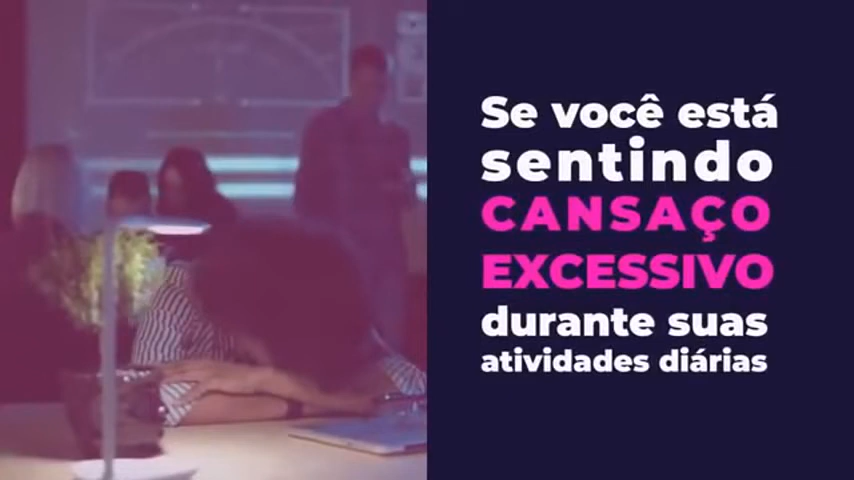 Se você está
sentindo
CANSAÇO
EXCESSIVO
durante suas
atividades diárias